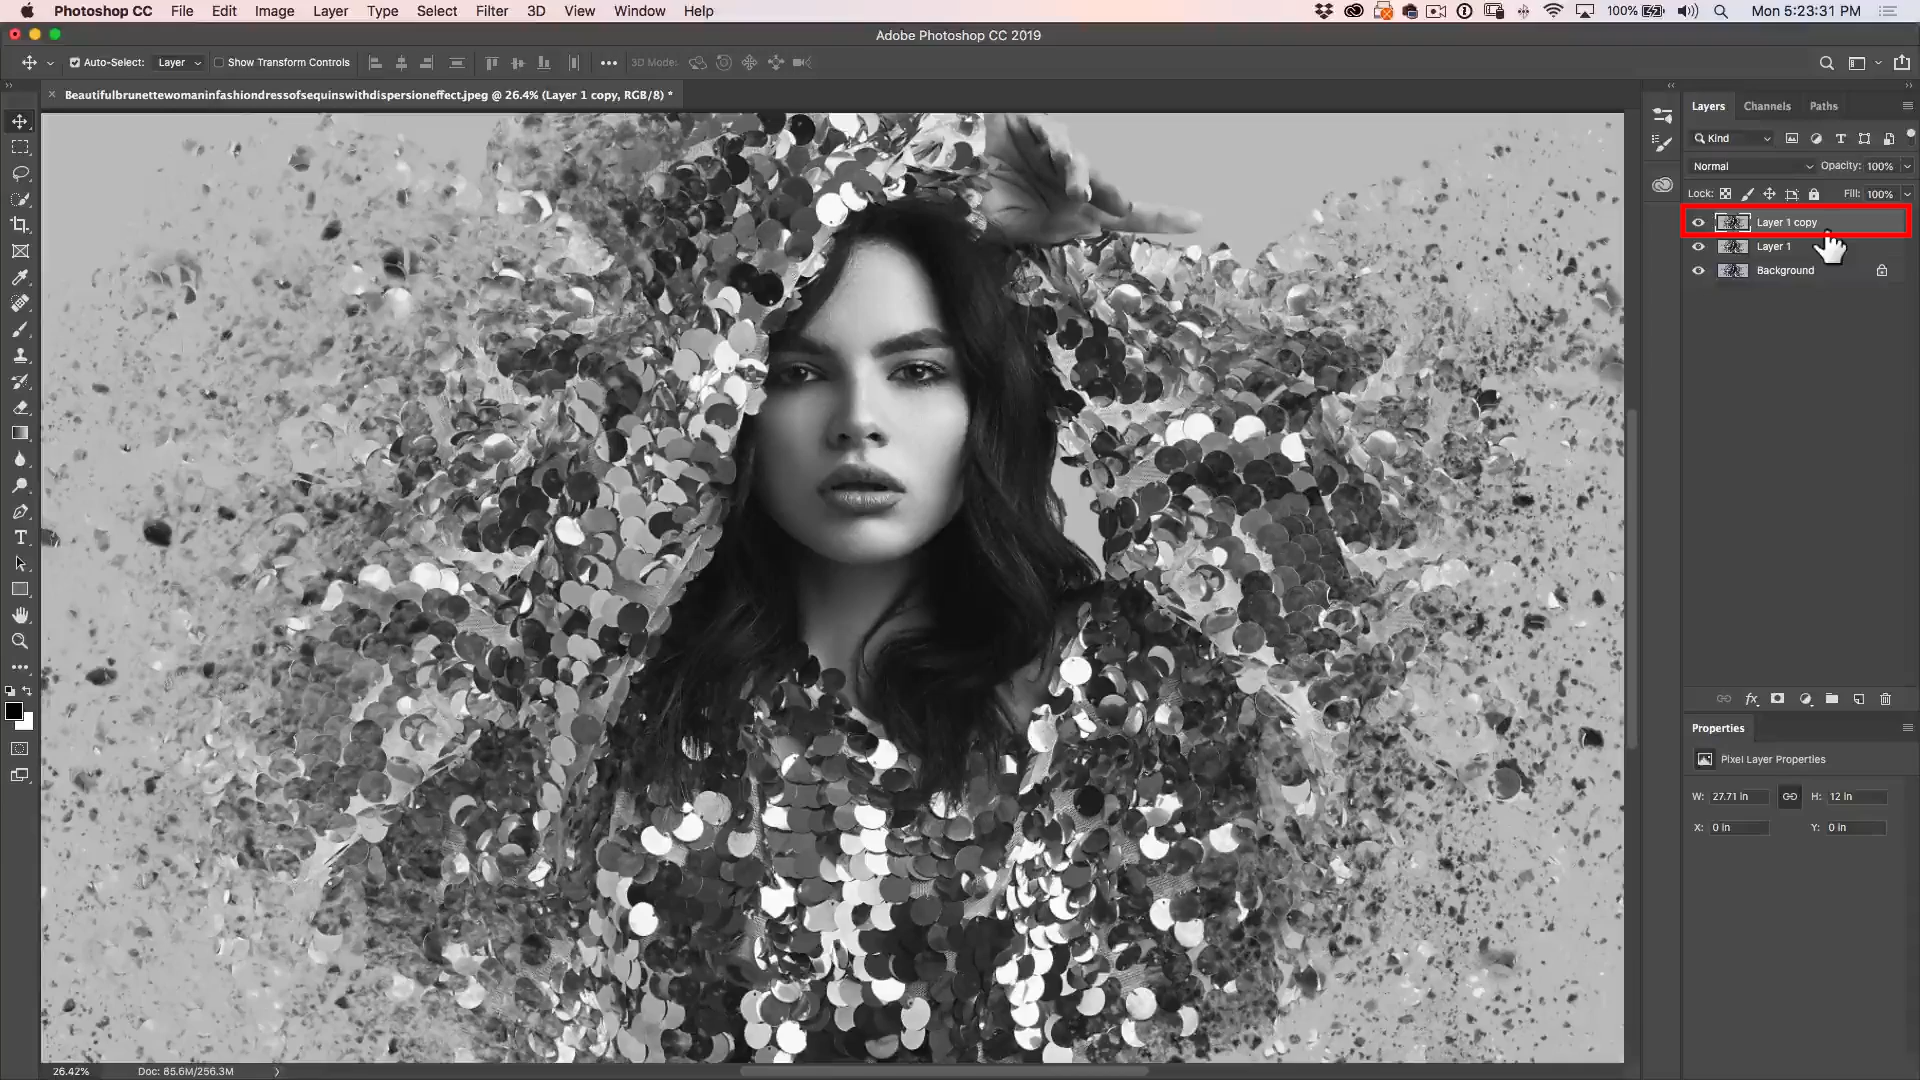 Photoshop CC File Edit Image Layer Type Select Filter 3D View Window Help 100% Mon 5:23:31 PM
Adobe Photoshop CC 2019
Auto-Select: Layer Show Transform Controls 3D Mode:
Beautifulbrunettewomaninfashiondressofsequinswithdispersioneffect.jpeg @ 26.4% (Layer 1 copy, RGB/8) *
Layers Channels Paths
Kind
Normal Opacity: 100%
Lock: Fill: 100%
Layer 1 copy
Layer 1
Background
Properties
Pixel Layer Properties
W: 27.71 in H: 12 in
X: 0 in Y: 0 in
26.42% Doc: 85.6M/256.3M